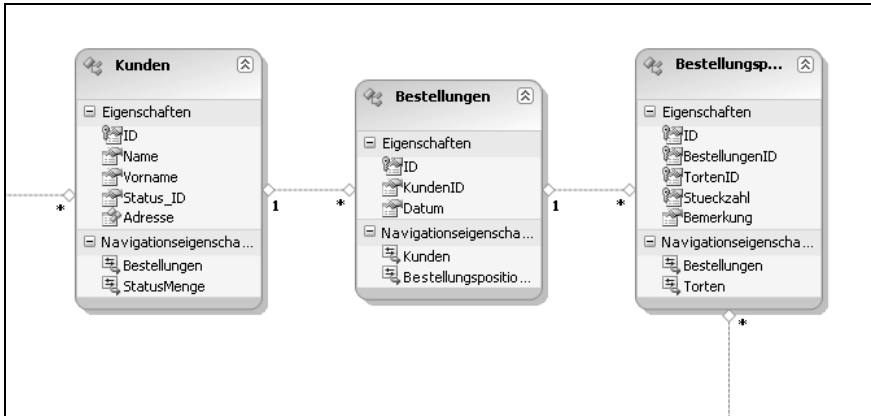 Kunden
Eigenschaften
ID
Name
Vorname
Status_ID
Adresse
Navigationseigenscha...
Bestellungen
StatusMenge
*
1
*
Bestellungen
Eigenschaften
ID
KundenID
Datum
Navigationseigenscha...
Kunden
Bestellungspositio...
1
*
Bestellungsp...
Eigenschaften
ID
BestellungenID
TortenID
Stueckzahl
Bemerkung
Navigationseigenscha...
Bestellungen
Torten
*